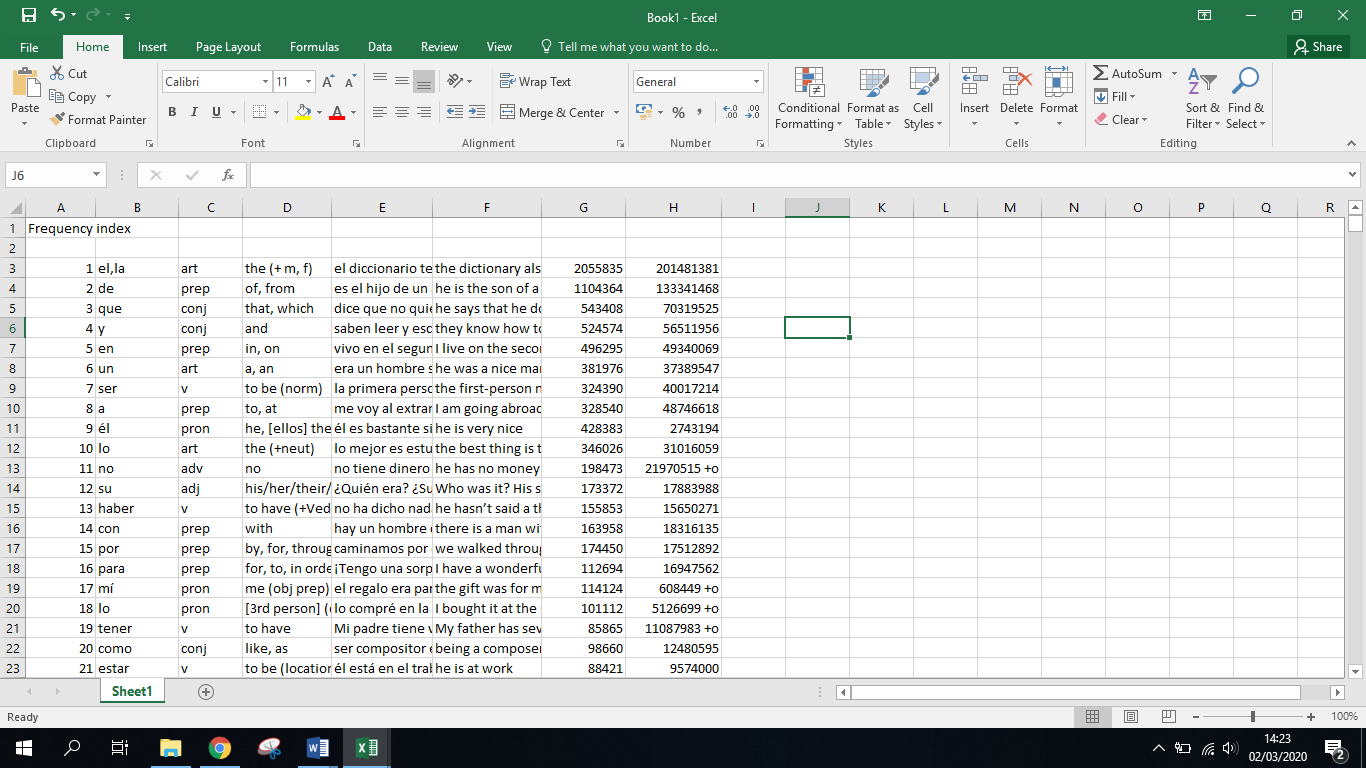 Book1 - Excel
File Home Insert Page Layout Formulas Data Review View Tell me what you want to do... Share
Paste Cut Copy Format Painter Clipboard
Calibri 11 B I U A Font
Wrap Text Merge & Center Alignment
General % , Number
Conditional Formatting Format as Table Cell Styles Styles
Insert Delete Format Cells
AutoSum Fill Clear Sort & Filter Find & Select Editing
J6 fx
A B C D E F G H I J K L M N O P Q R
1 Frequency index
2
3 1 el,la art the (+ m, f) el diccionario te the dictionary als 2055835 201481381
4 2 de prep of, from es el hijo de un he is the son of a 1104364 133341468
5 3 que conj that, which dice que no quie he says that he do 543408 70319525
6 4 y conj and saben leer y esc they know how to 524574 56511956
7 5 en prep in, on vivo en el segun I live on the secon 496295 49340069
8 6 un art a, an era un hombre s he was a nice man 381976 37389547
9 7 ser v to be (norm) la primera perso the first-person n 324390 40017214
10 8 a prep to, at me voy al extran I am going abroad 328540 48746618
11 9 él pron he, [ellos] the él es bastante si he is very nice 428383 2743194
12 10 lo art the (+neut) lo mejor es estu the best thing is t 346026 31016059
13 11 no adv no no tiene dinero he has no money 198473 21970515 +o
14 12 su adj his/her/their/ ¿Quién era? ¿Su Who was it? His s 173372 17883988
15 13 haber v to have (+Ved no ha dicho nad he hasn’t said a th 155853 15650271
16 14 con prep with hay un hombre there is a man wi 163958 18316135
17 15 por prep by, for, throug caminamos por we walked throug 174450 17512892
18 16 para prep for, to, in orde ¡Tengo una sorp I have a wonderfu 112694 16947562
19 17 mí pron me (obj prep) el regalo era par the gift was for m 114124 608449 +o
20 18 lo pron [3rd person] ( lo compré en la I bought it at the 101112 5126699 +o
21 19 tener v to have Mi padre tiene v My father has sev 85865 11087983 +o
22 20 como conj like, as ser compositor being a composer 98660 12480595
23 21 estar v to be (location él está en el trab he is at work 88421 9574000
Sheet1
Ready 100%
14:23
02/03/2020
2